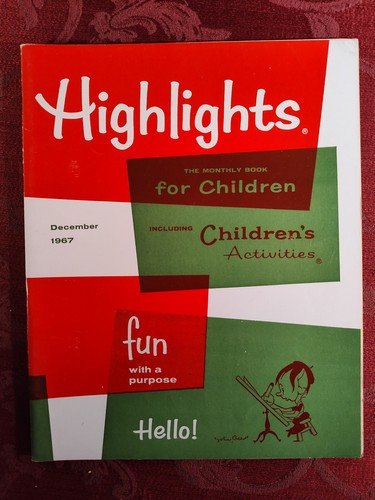 Highlights®
THE MONTHLY BOOK
for Children
December
1967
INCLUDING Children's
Activities®
fun
with a
purpose
Hello!